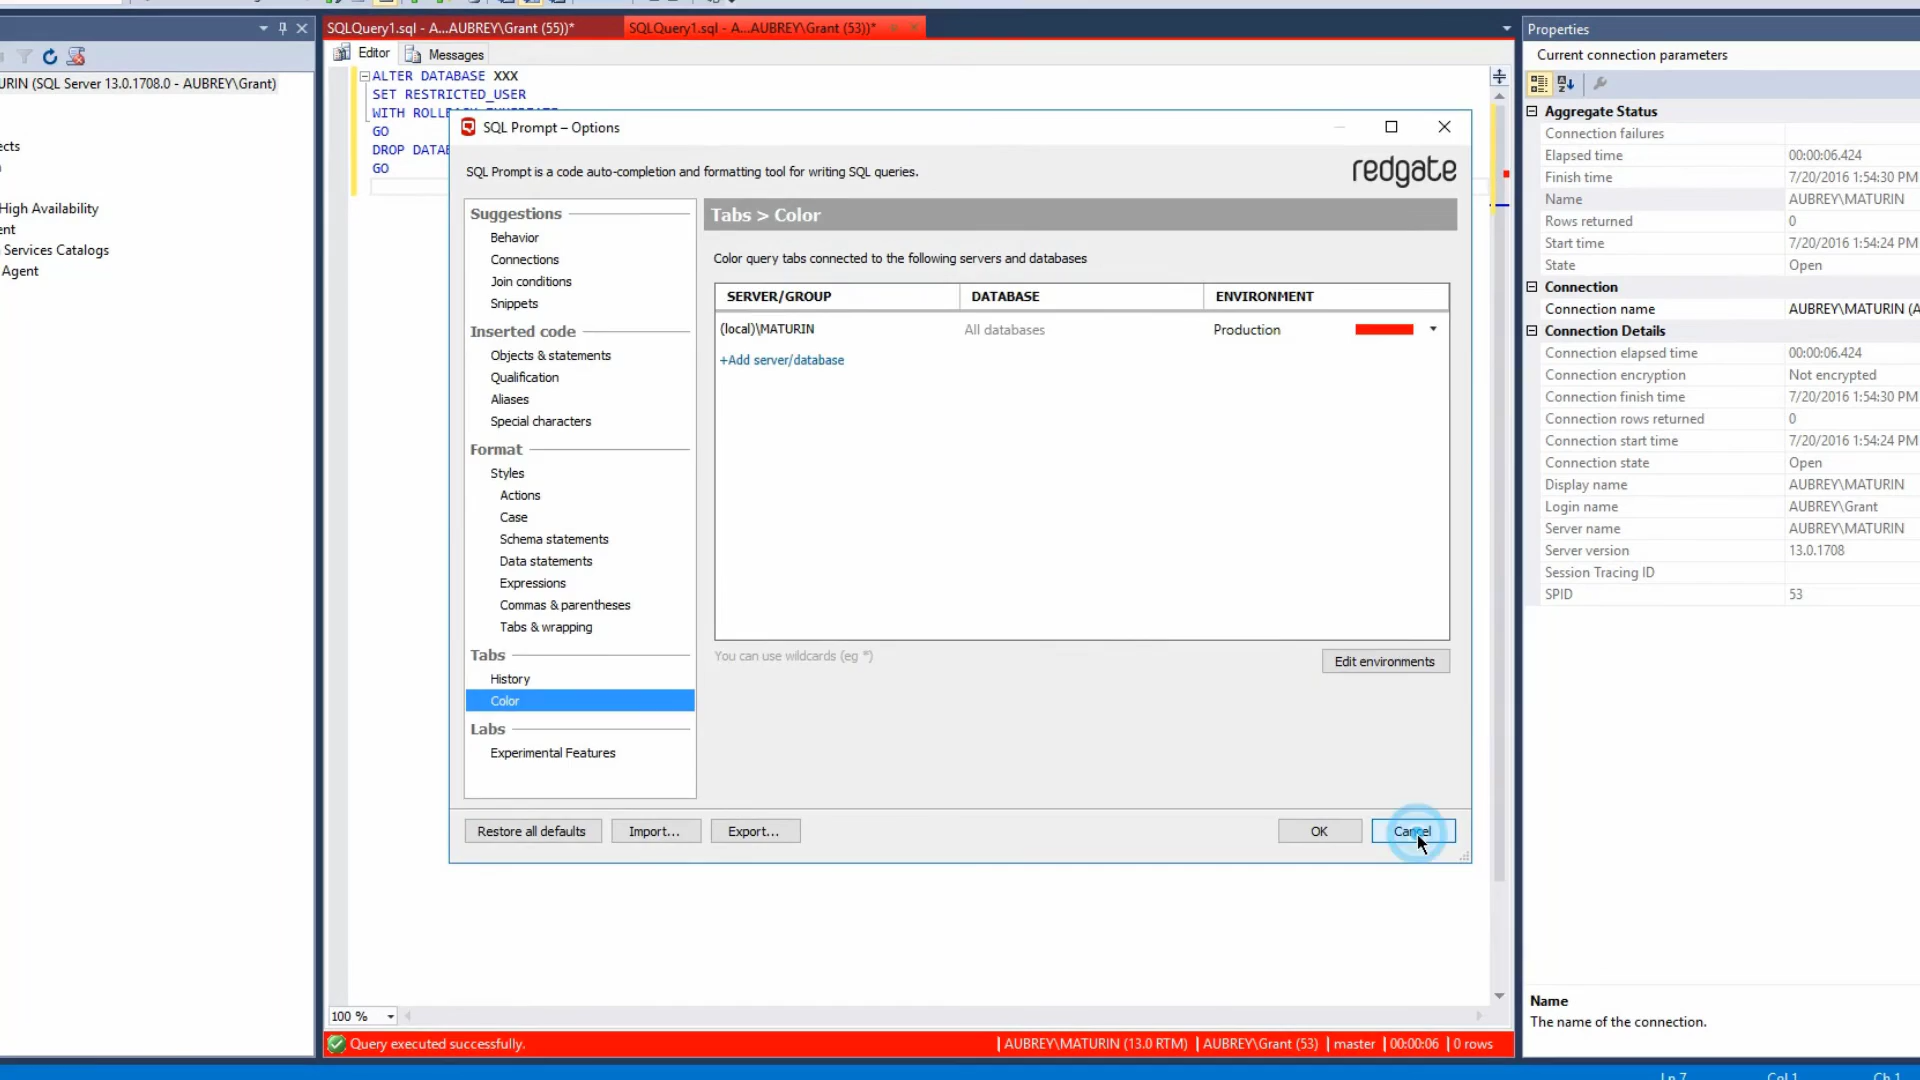 SQLQuery1.sql - A...AUBREY\Grant (55))*
SQLQuery1.sql - A...AUBREY\Grant (53))*
Editor
Messages
URIN (SQL Server 13.0.1708.0 - AUBREY\Grant)
ects
High Availability
ent
Services Catalogs
Agent
ALTER DATABASE XXX
SET RESTRICTED_USER
WITH ROLL
GO
DROP DATAB
GO
SQL Prompt – Options
SQL Prompt is a code auto-completion and formatting tool for writing SQL queries.
redgate
Suggestions
Behavior
Connections
Join conditions
Snippets
Inserted code
Objects & statements
Qualification
Aliases
Special characters
Format
Styles
Actions
Case
Schema statements
Data statements
Expressions
Commas & parentheses
Tabs & wrapping
Tabs
History
Color
Labs
Experimental Features
Tabs > Color
Color query tabs connected to the following servers and databases
SERVER/GROUP DATABASE ENVIRONMENT
(local)\MATURIN All databases Production
+Add server/database
You can use wildcards (eg *)
Edit environments
Restore all defaults
Import...
Export...
OK
Cancel
100 %
Query executed successfully.
AUBREY\MATURIN (13.0 RTM) AUBREY\Grant (53) master 00:00:06 0 rows
Properties
Current connection parameters
Aggregate Status
Connection failures
Elapsed time 00:00:06.424
Finish time 7/20/2016 1:54:30 PM
Name AUBREY\MATURIN
Rows returned 0
Start time 7/20/2016 1:54:24 PM
State Open
Connection
Connection name AUBREY\MATURIN (A
Connection Details
Connection elapsed time 00:00:06.424
Connection encryption Not encrypted
Connection finish time 7/20/2016 1:54:30 PM
Connection rows returned 0
Connection start time 7/20/2016 1:54:24 PM
Connection state Open
Display name AUBREY\MATURIN
Login name AUBREY\Grant
Server name AUBREY\MATURIN
Server version 13.0.1708
Session Tracing ID
SPID 53
Name
The name of the connection.
Ln 7 Col 1 Ch 1